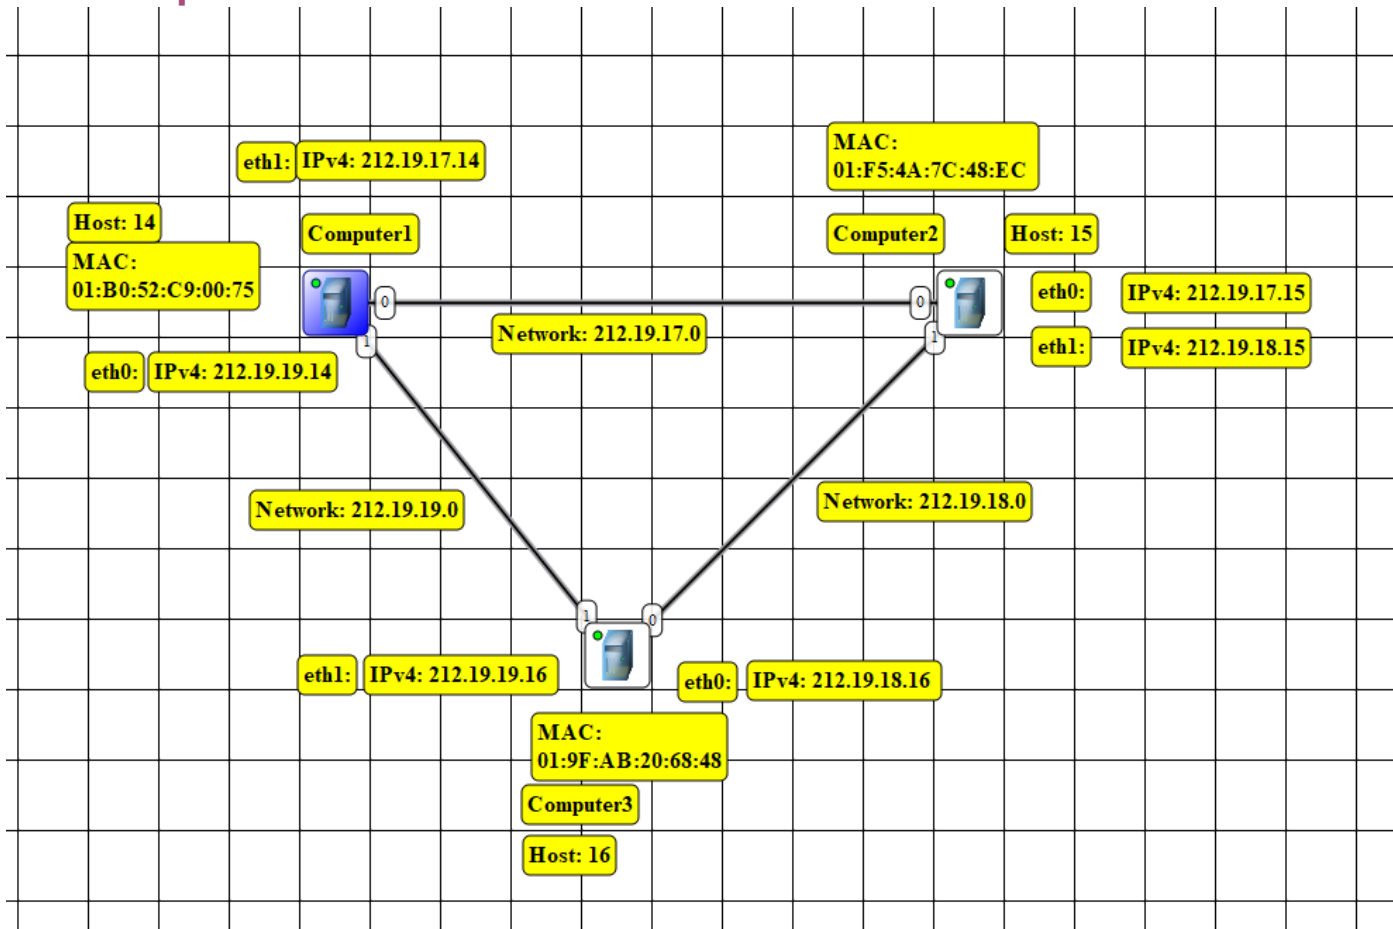 eth1: IPv4: 212.19.17.14
MAC:
01:F5:4A:7C:48:EC
Host: 14
Computer1
Computer2
Host: 15
MAC:
01:B0:52:C9:00:75
0
0
eth0: IPv4: 212.19.17.15
Network: 212.19.17.0
1
1
eth1: IPv4: 212.19.18.15
eth0: IPv4: 212.19.19.14
Network: 212.19.19.0
Network: 212.19.18.0
1
0
eth1: IPv4: 212.19.19.16
eth0: IPv4: 212.19.18.16
MAC:
01:9F:AB:20:68:48
Computer3
Host: 16